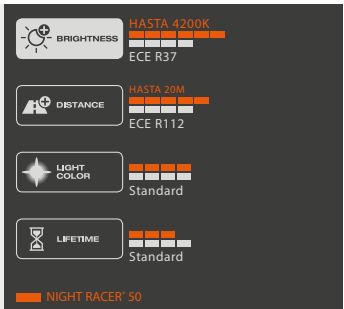 BRIGHTNESS
HASTA 4200K
ECE R37
DISTANCE
HASTA 20M
ECE R112
LIGHT
COLOR
Standard
LIFETIME
Standard
NIGHT RACER® 50